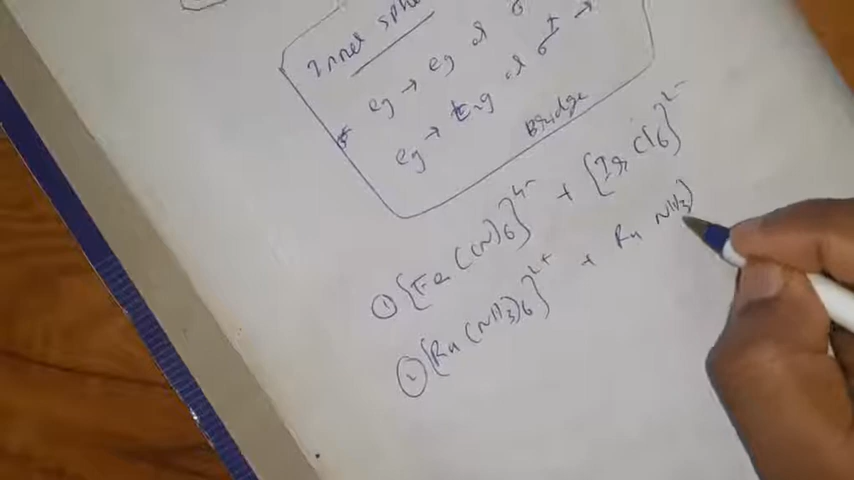 Inner sphe
eg → eg σ
* eg → t2g σ* →
Bridge
① [Fe(CN)6]4- + [IrCl6]2-
② [Ru(NH3)6]2+ + Ru NH3)